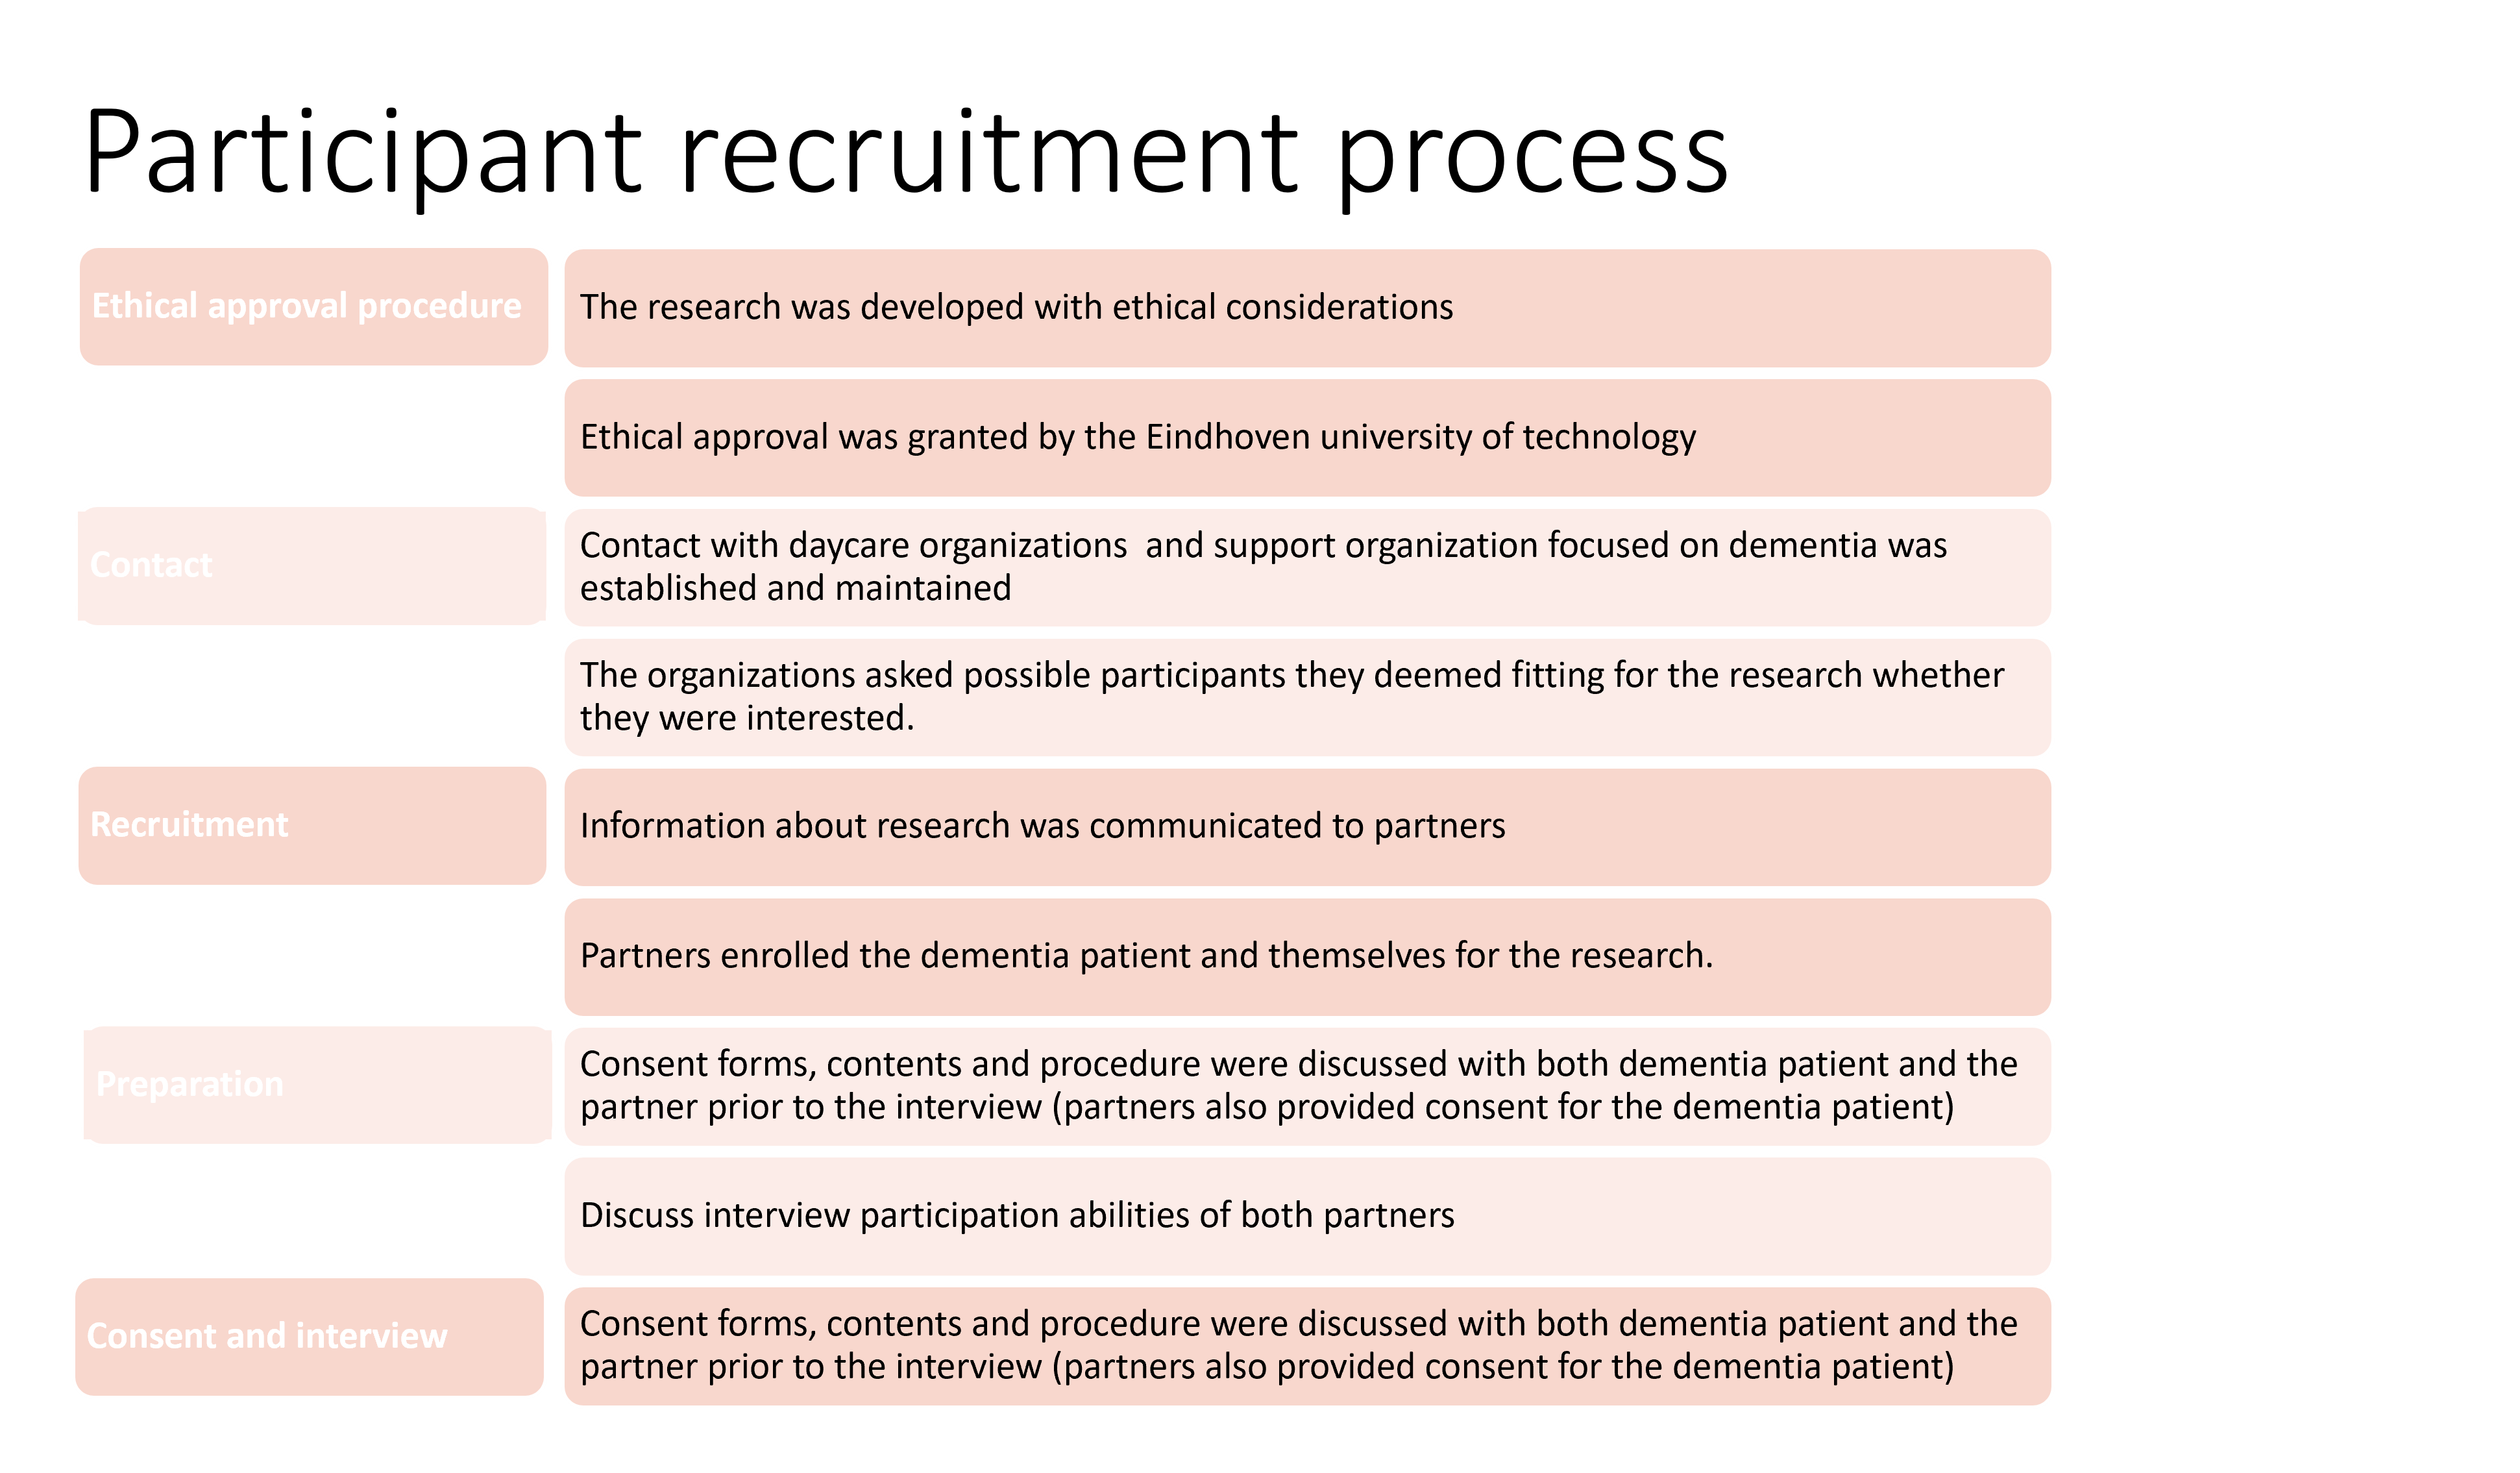 Participant recruitment process
Ethical approval procedure
The research was developed with ethical considerations
Ethical approval was granted by the Eindhoven university of technology
Contact
Contact with daycare organizations  and support organization focused on dementia was
established and maintained
The organizations asked possible participants they deemed fitting for the research whether
they were interested.
Recruitment
Information about research was communicated to partners
Partners enrolled the dementia patient and themselves for the research.
Preparation
Consent forms, contents and procedure were discussed with both dementia patient and the
partner prior to the interview (partners also provided consent for the dementia patient)
Discuss interview participation abilities of both partners
Consent and interview
Consent forms, contents and procedure were discussed with both dementia patient and the
partner prior to the interview (partners also provided consent for the dementia patient)